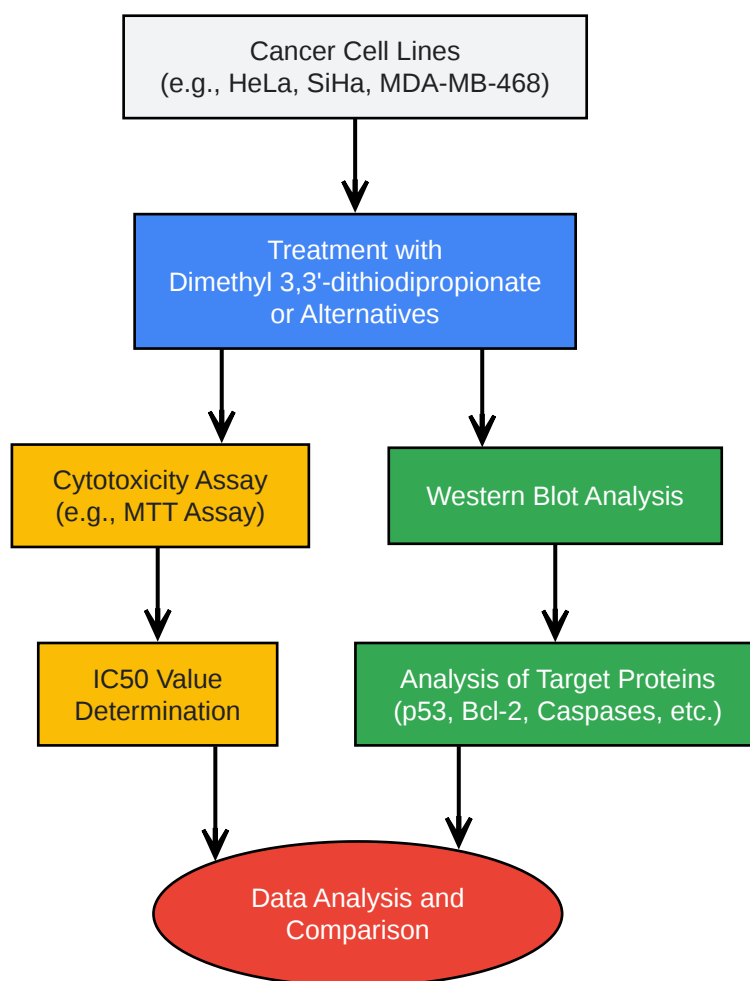 Cancer Cell Lines
(e.g., HeLa, SiHa, MDA-MB-468)
Treatment with
Dimethyl 3,3'-dithiodipropionate
or Alternatives
Cytotoxicity Assay
(e.g., MTT Assay)
Western Blot Analysis
IC50 Value
Determination
Analysis of Target Proteins
(p53, Bcl-2, Caspases, etc.)
Data Analysis and
Comparison